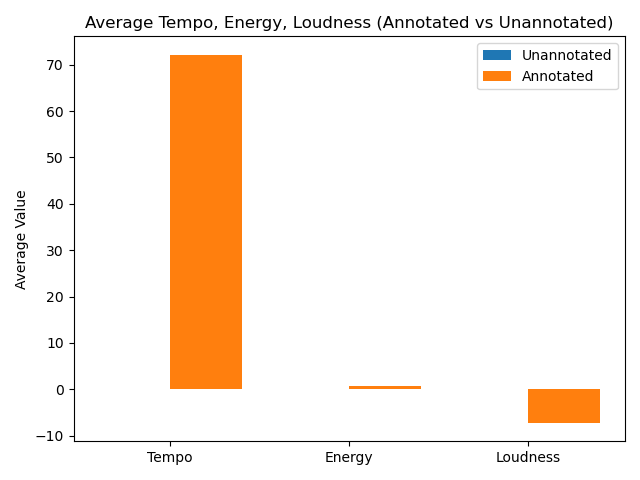 Average Tempo, Energy, Loudness (Annotated vs Unannotated)
Unannotated
Annotated
Average Value
70
60
50
40
30
20
10
0
−10
Tempo
Energy
Loudness